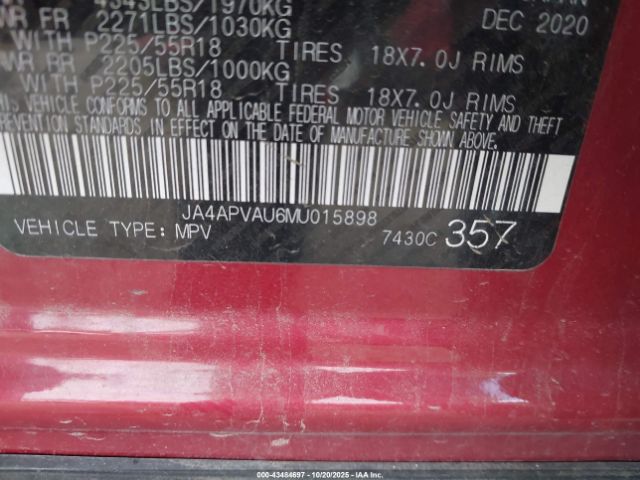 4343LBS/1970KG
DEC 2020
WR FR 2271LBS/1030KG
WITH P225/55R18 TIRES 18X7.0J RIMS
WR RR 2205LBS/1000KG
WITH P225/55R18 TIRES 18X7.0J RIMS
THIS VEHICLE CONFORMS TO ALL APPLICABLE FEDERAL MOTOR VEHICLE SAFETY AND THEFT
PREVENTION STANDARDS IN EFFECT ON THE DATE OF MANUFACTURE SHOWN ABOVE.
JA4APVAU6MU015898
VEHICLE TYPE: MPV 7430C 357
000-43484697 - 10/20/2025 - IAAI.COM